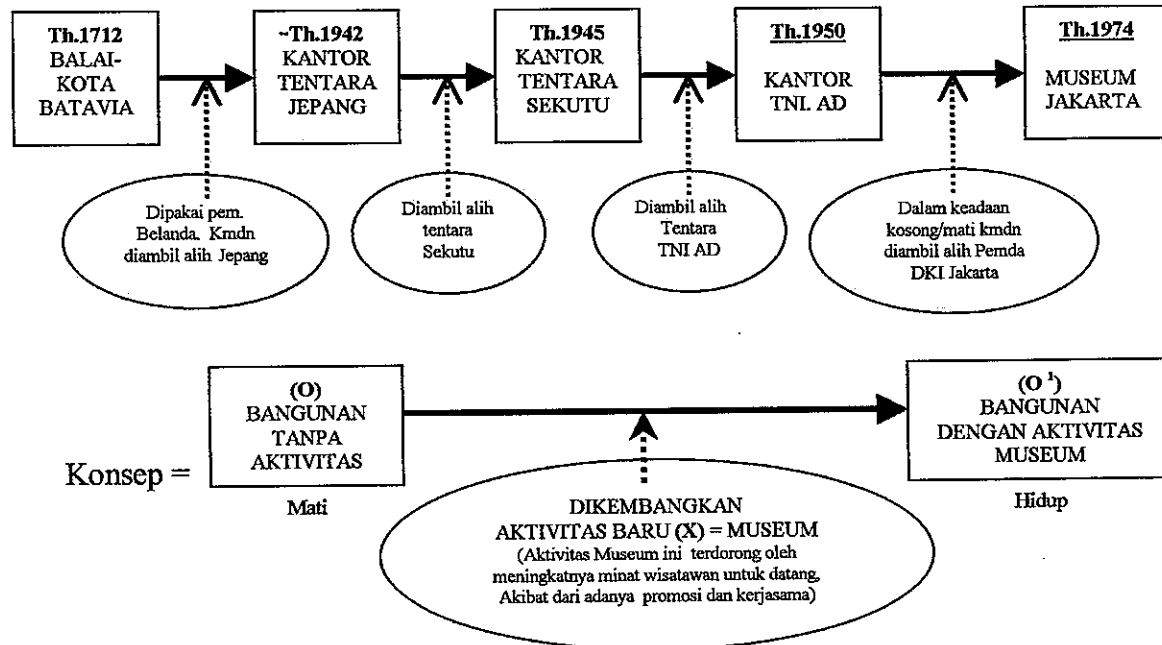 Th.1712
BALAI-
KOTA
BATAVIA
~Th.1942
KANTOR
TENTARA
JEPANG
Th.1945
KANTOR
TENTARA
SEKUTU
Th.1950
KANTOR
TNI. AD
Th.1974
MUSEUM
JAKARTA
Dipakai pem.
Belanda. Kmdn
diambil alih Jepang
Diambil alih
tentara
Sekutu
Diambil alih
Tentara
TNI AD
Dalam keadaan
kosong/mati kmdn
diambil alih Pemda
DKI Jakarta
Konsep =
(O)
BANGUNAN
TANPA
AKTIVITAS
Mati
DIKEMBANGKAN
AKTIVITAS BARU (X) = MUSEUM
(Aktivitas Museum ini terdorong oleh
meningkatnya minat wisatawan untuk datang,
Akibat dari adanya promosi dan kerjasama)
(O ¹)
BANGUNAN
DENGAN AKTIVITAS
MUSEUM
Hidup